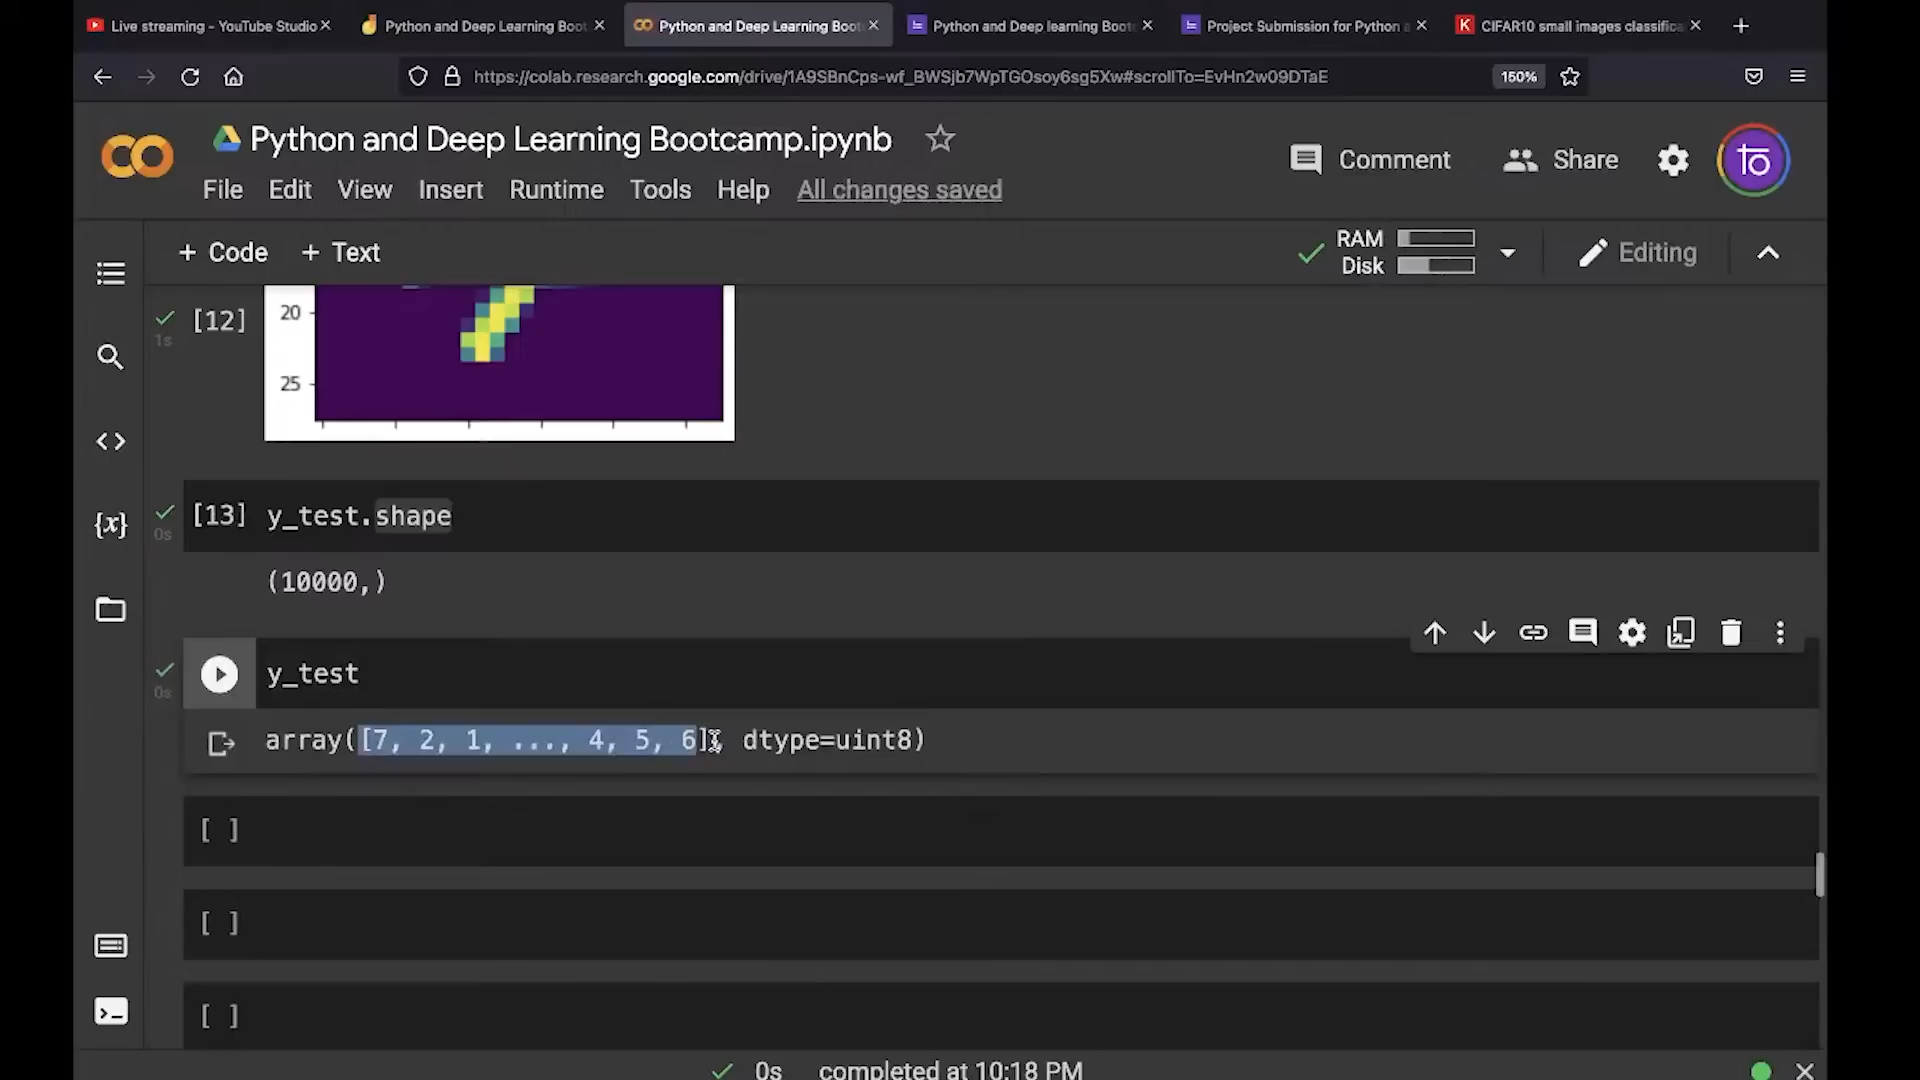 Live streaming - YouTube Studio
Python and Deep Learning Boot
Python and Deep Learning Boot
Python and Deep learning Boot
Project Submission for Python a
CIFAR10 small images classifica
https://colab.research.google.com/drive/1A9SBnCps-wf_BWSjb7WpTGOsoy6sg5Xw#scrollTo=EvHn2w09DTaE
150%
Python and Deep Learning Bootcamp.ipynb
Comment
Share
File Edit View Insert Runtime Tools Help All changes saved
+ Code + Text
RAM
Disk
Editing
[12]
1s
20
25
[13] y_test.shape
0s
(10000,)
y_test
0s
array([7, 2, 1, ..., 4, 5, 6], dtype=uint8)
[ ]
[ ]
[ ]
0s completed at 10:18 PM